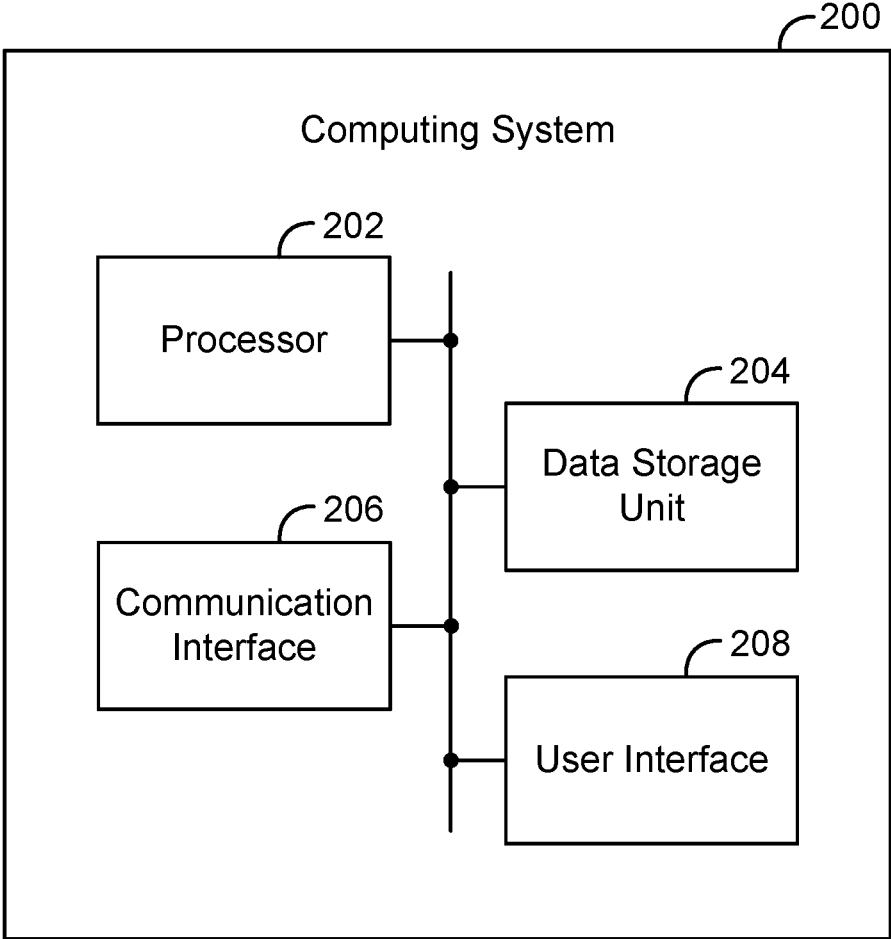 200
Computing System
202
Processor
204
Data Storage
Unit
206
Communication
Interface
208
User Interface